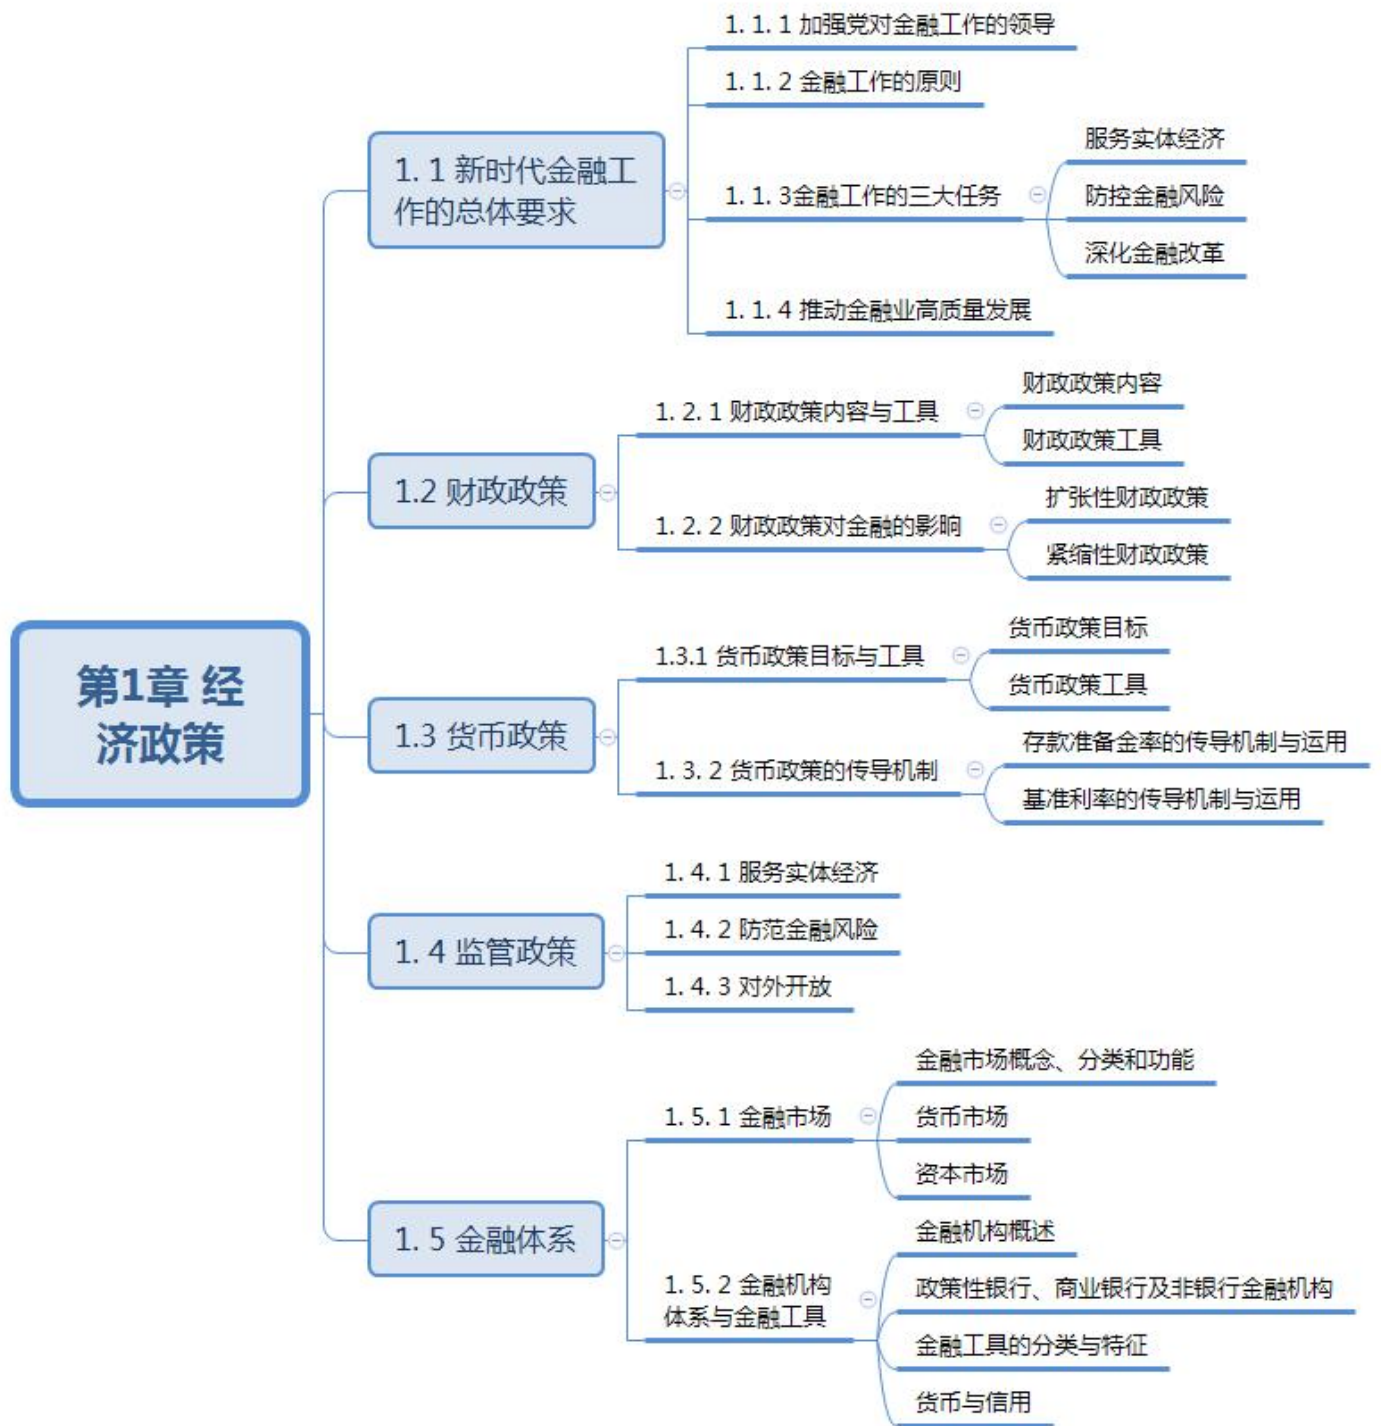 第1章 经
济政策
1. 1 新时代金融工
作的总体要求
1. 1. 1 加强党对金融工作的领导
1. 1. 2 金融工作的原则
1. 1. 3金融工作的三大任务
服务实体经济
防控金融风险
深化金融改革
1. 1. 4 推动金融业高质量发展
1.2 财政政策
1. 2. 1 财政政策内容与工具
财政政策内容
财政政策工具
1. 2. 2 财政政策对金融的影响
扩张性财政政策
紧缩性财政政策
1.3 货币政策
1.3.1 货币政策目标与工具
货币政策目标
货币政策工具
1. 3. 2 货币政策的传导机制
存款准备金率的传导机制与运用
基准利率的传导机制与运用
1. 4 监管政策
1. 4. 1 服务实体经济
1. 4. 2 防范金融风险
1. 4. 3 对外开放
1. 5 金融体系
1. 5. 1 金融市场
金融市场概念、分类和功能
货币市场
资本市场
1. 5. 2 金融机构
体系与金融工具
金融机构概述
政策性银行、商业银行及非银行金融机构
金融工具的分类与特征
货币与信用